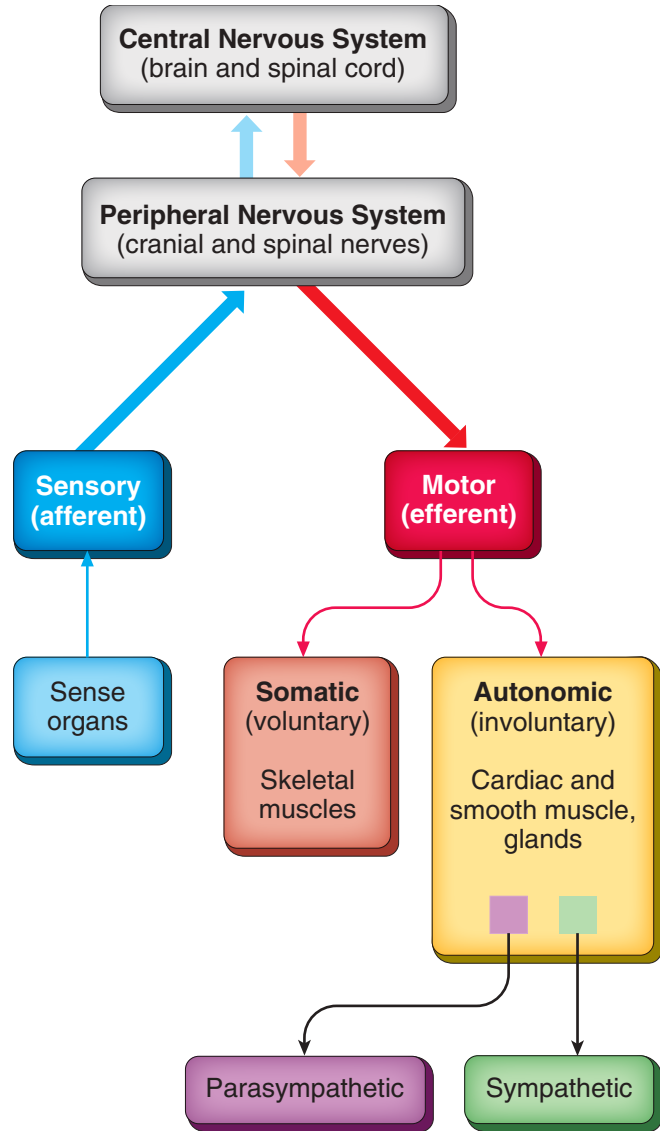 Central Nervous System
(brain and spinal cord)
Peripheral Nervous System
(cranial and spinal nerves)
Sensory
(afferent)
Motor
(efferent)
Sense
organs
Somatic
(voluntary)
Skeletal
muscles
Autonomic
(involuntary)
Cardiac and
smooth muscle,
glands
Parasympathetic
Sympathetic